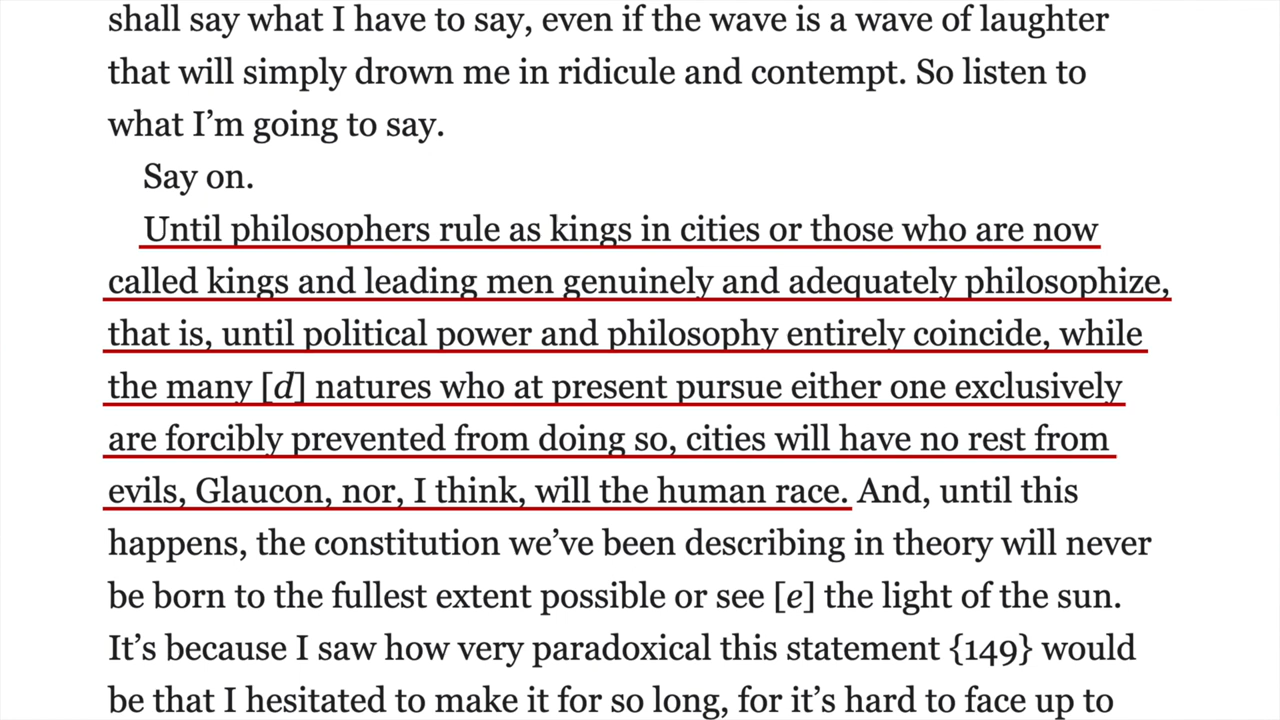 shall say what I have to say, even if the wave is a wave of laughter
that will simply drown me in ridicule and contempt. So listen to
what I’m going to say.
Say on.
Until philosophers rule as kings in cities or those who are now
called kings and leading men genuinely and adequately philosophize,
that is, until political power and philosophy entirely coincide, while
the many [d] natures who at present pursue either one exclusively
are forcibly prevented from doing so, cities will have no rest from
evils, Glaucon, nor, I think, will the human race. And, until this
happens, the constitution we’ve been describing in theory will never
be born to the fullest extent possible or see [e] the light of the sun.
It’s because I saw how very paradoxical this statement {149} would
be that I hesitated to make it for so long, for it’s hard to face up to